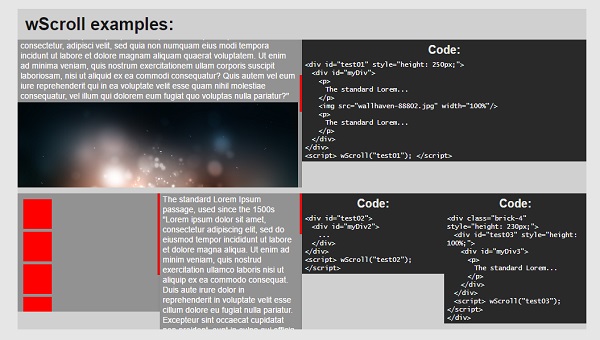 wScroll examples:
consectetur, adipisci velit, sed quia non numquam eius modi tempora
incidunt ut labore et dolore magnam aliquam quaerat voluptatem. Ut enim
ad minima veniam, quis nostrum exercitationem ullam corporis suscipit
laboriosam, nisi ut aliquid ex ea commodi consequatur? Quis autem vel eum
iure reprehenderit qui in ea voluptate velit esse quam nihil molestiae
consequatur, vel illum qui dolorem eum fugiat quo voluptas nulla pariatur?"
Code:
<div id="test01" style="height: 250px;">
<div id="myDiv">
<p>
The standard Lorem...
</p>
<img src="wallhaven-88802.jpg" width="100%"/>
<p>
The standard Lorem...
</p>
</div>
</div>
<script> wScroll("test01"); </script>
The standard Lorem Ipsum
passage, used since the 1500s
"Lorem ipsum dolor sit amet,
consectetur adipiscing elit, sed do
eiusmod tempor incididunt ut labore
et dolore magna aliqua. Ut enim ad
minim veniam, quis nostrud
exercitation ullamco laboris nisi ut
aliquip ex ea commodo consequat.
Duis aute irure dolor in
reprehenderit in voluptate velit esse
cillum dolore eu fugiat nulla pariatur.
Excepteur sint occaecat cupidatat
non proident, sunt in culpa qui officia
Code:
<div id="test02">
<div id="myDiv2">
...
</div>
</div>
<script> wScroll("test02");
</script>
Code:
<div class="brick-4"
style="height: 230px;">
<div id="test03" style="height:
100%;">
<div id="myDiv3">
<p>
The standard Lorem...
</p>
</div>
</div>
<script> wScroll("test03");
</script>
</div>